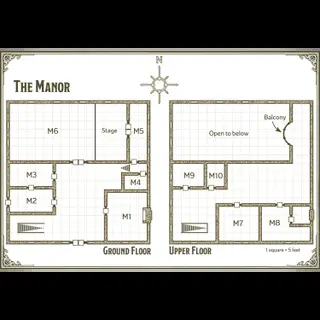 N
THE MANOR
M6
Stage
M5
M3
M4
M2
M1
GROUND FLOOR
Balcony
Open to below
M9
M10
M7
M8
UPPER FLOOR
1 square = 5 feet